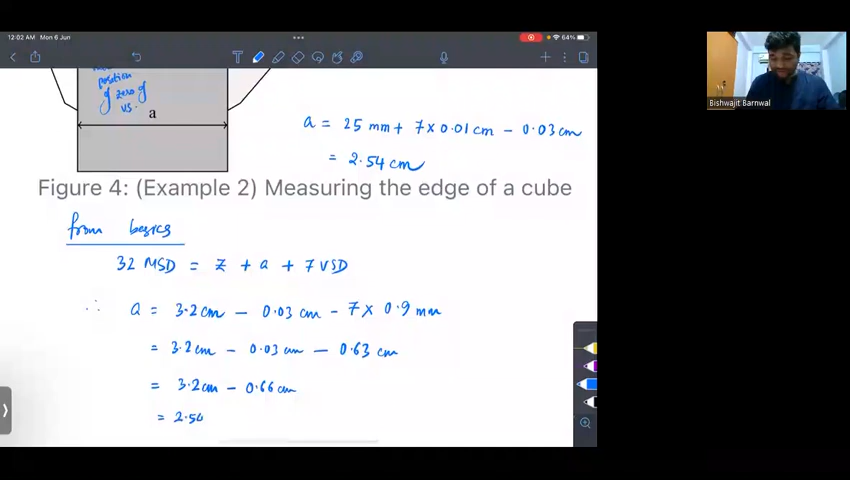 12:02 AM Mon 6 Jun
64%
position
of zero of
VS.
a
a = 25 mm + 7 x 0.01 cm - 0.03 cm
= 2.54 cm
Figure 4: (Example 2) Measuring the edge of a cube
from basics
32 MSD = z + a + 7 VSD
∴ a = 3.2 cm - 0.03 cm - 7 x 0.9 mm
= 3.2 cm - 0.03 cm - 0.63 cm
= 3.2 cm - 0.66 cm
= 2.54
Bishwajit Barnwal